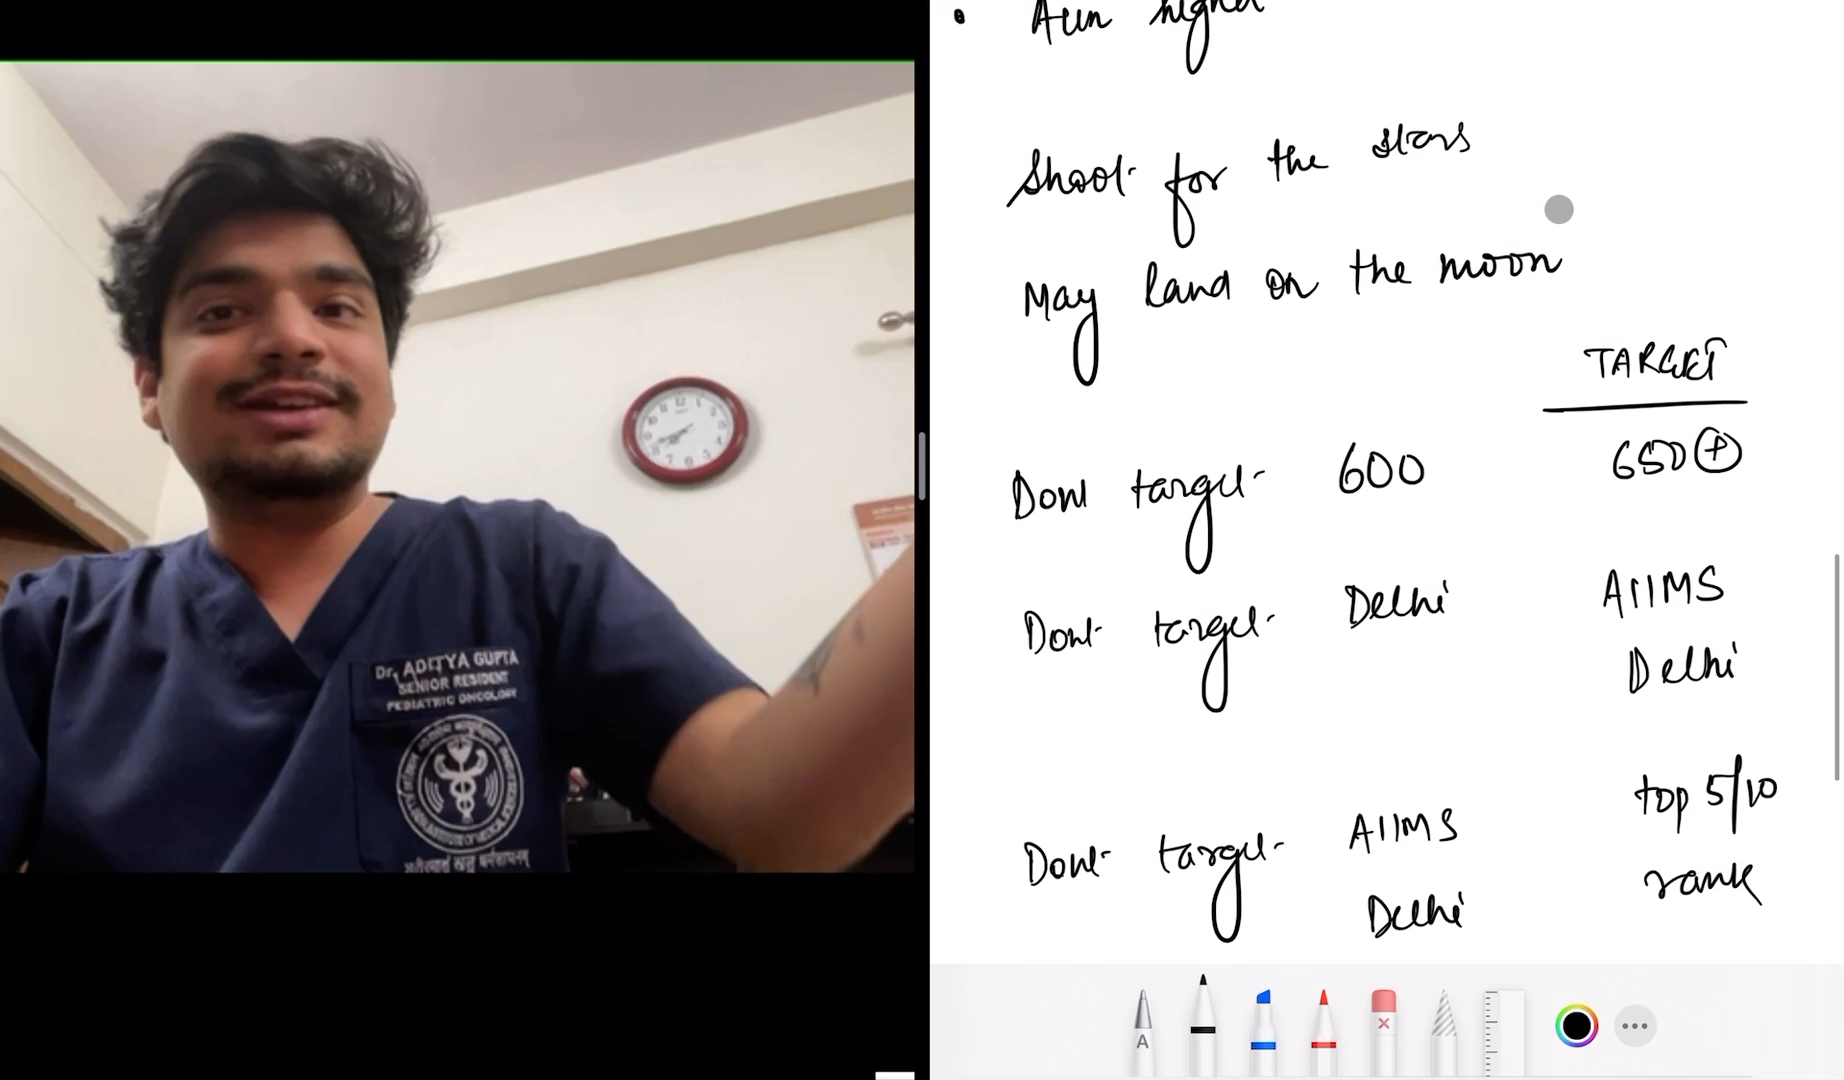 Dr. ADITYA GUPTA
SENIOR RESIDENT
PEDIATRIC ONCOLOGY
• Aim higher
Shoot for the stars
May land on the moon
TARGET
Dont target 600 650+
Dont target Delhi AIIMS
Delhi
Dont target AIIMS top 5/10
Delhi rank
A